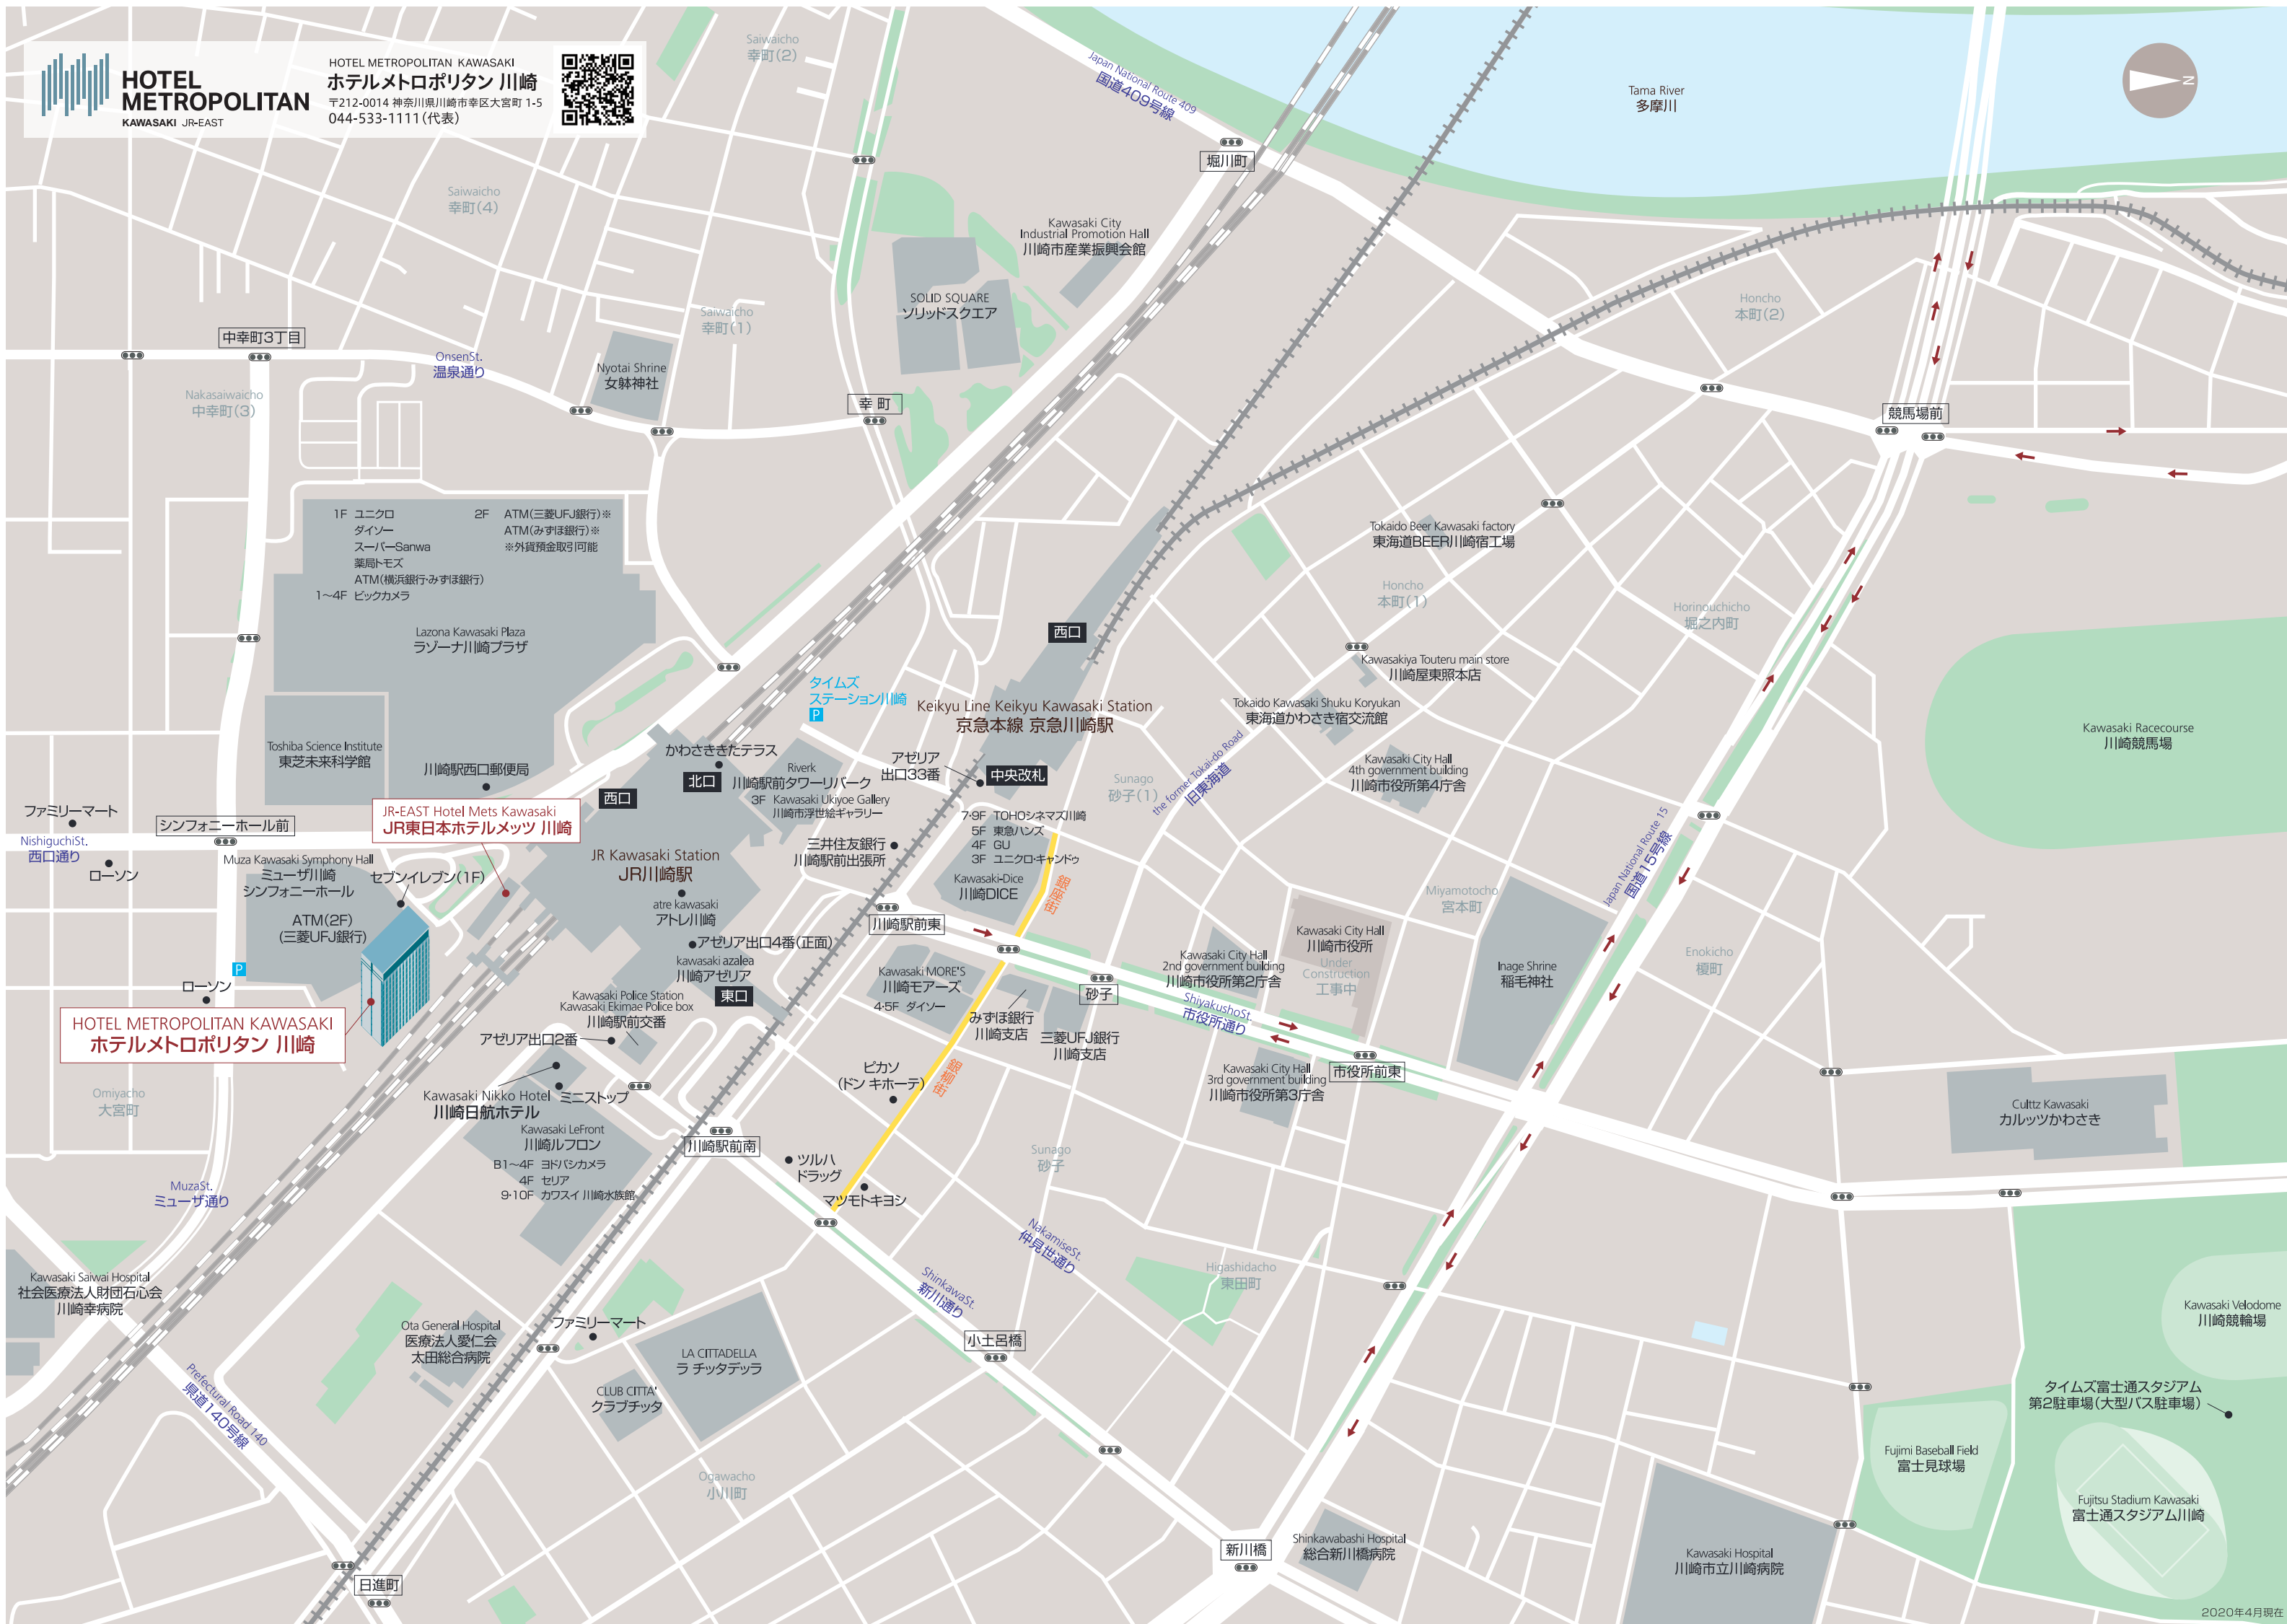 HOTEL
METROPOLITAN
KAWASAKI JR-EAST
HOTEL METROPOLITAN KAWASAKI
ホテルメトロポリタン 川崎
〒212-0014 神奈川県川崎市幸区大宮町 1-5
044-533-1111(代表)
Saiwaicho
幸町(2)
Japan National Route 409
国道409号線
Tama River
多摩川
N
堀川町
Saiwaicho
幸町(4)
Kawasaki City
Industrial Promotion Hall
川崎市産業振興会館
SOLID SQUARE
ソリッドスクエア
Saiwaicho
幸町(1)
Honcho
本町(2)
中幸町3丁目
OnsenSt.
温泉通り
Nyotai Shrine
女躰神社
Nakasaiwaicho
中幸町(3)
幸 町
競馬場前
1F ユニクロ
ダイソー
スーパーSanwa
薬局トモズ
ATM(横浜銀行・みずほ銀行)
1〜4F ビックカメラ
2F ATM(三菱UFJ銀行)※
ATM(みずほ銀行)※
※外貨預金取引可能
Lazona Kawasaki Plaza
ラゾーナ川崎プラザ
Tokaido Beer Kawasaki factory
東海道BEER川崎宿工場
Honcho
本町(1)
Horinouchicho
堀之内町
西口
Kawasakiya Touteru main store
川崎屋東照本店
タイムズ
ステーション川崎
P
Keikyu Line Keikyu Kawasaki Station
京急本線 京急川崎駅
Tokaido Kawasaki Shuku Koryukan
東海道かわさき宿交流館
Kawasaki Racecourse
川崎競馬場
Toshiba Science Institute
東芝未来科学館
川崎駅西口郵便局
かわさききたテラス
北口
西口
Riverk
川崎駅前タワーリバーク
3F Kawasaki Ukiyoe Gallery
川崎市浮世絵ギャラリー
アゼリア
出口33番
中央改札
Sunago
砂子(1)
the former Tokai-do Road
旧東海道
Kawasaki City Hall
4th government building
川崎市役所第4庁舎
ファミリーマート
NishiguchiSt.
西口通り
ローソン
シンフォニーホール前
JR-EAST Hotel Mets Kawasaki
JR東日本ホテルメッツ 川崎
Muza Kawasaki Symphony Hall
ミューザ川崎
シンフォニーホール
セブンイレブン(1F)
ATM(2F)
(三菱UFJ銀行)
JR Kawasaki Station
JR川崎駅
atre kawasaki
アトレ川崎
三井住友銀行
川崎駅前出張所
7・9F TOHOシネマズ川崎
5F 東急ハンズ
4F GU
3F ユニクロ・キャンドゥ
Kawasaki-Dice
川崎DICE
銀座街
Japan National Route 15
国道15号線
Miyamotocho
宮本町
川崎駅前東
アゼリア出口4番(正面)
kawasaki azalea
川崎アゼリア
東口
Kawasaki MORE'S
川崎モアーズ
4・5F ダイソー
みずほ銀行
川崎支店
三菱UFJ銀行
川崎支店
砂子
Kawasaki City Hall
2nd government building
川崎市役所第2庁舎
Kawasaki City Hall
川崎市役所
Under
Construction
工事中
ShiyakushoSt.
市役所通り
Inage Shrine
稲毛神社
Enokicho
榎町
P
ローソン
HOTEL METROPOLITAN KAWASAKI
ホテルメトロポリタン 川崎
Kawasaki Police Station
Kawasaki Ekimae Police box
川崎駅前交番
アゼリア出口2番
Kawasaki Nikko Hotel
川崎日航ホテル
ミニストップ
ピカソ
(ドン キホーテ)
銀柳街
Kawasaki City Hall
3rd government building
川崎市役所第3庁舎
市役所前東
Omiyacho
大宮町
Kawasaki LeFront
川崎ルフロン
B1〜4F ヨドバシカメラ
4F セリア
9・10F カワスイ 川崎水族館
川崎駅前南
ツルハ
ドラッグ
マツモトキヨシ
Sunago
砂子
Culttz Kawasaki
カルッツかわさき
MuzaSt.
ミューザ通り
NakamiseSt.
仲見世通り
ShinkawaSt.
新川通り
Higashidacho
東田町
Kawasaki Saiwai Hospital
社会医療法人財団石心会
川崎幸病院
Kawasaki Velodome
川崎競輪場
Ota General Hospital
医療法人愛仁会
太田総合病院
ファミリーマート
LA CITTADELLA
ラ チッタデッラ
CLUB CITTA'
クラブチッタ
小土呂橋
Prefectural Road 140
県道140号線
タイムズ富士通スタジアム
第2駐車場(大型バス駐車場)
Fujimi Baseball Field
富士見球場
Ogawacho
小川町
Fujitsu Stadium Kawasaki
富士通スタジアム川崎
新川橋
Shinkawabashi Hospital
総合新川橋病院
Kawasaki Hospital
川崎市立川崎病院
日進町
2020年4月現在